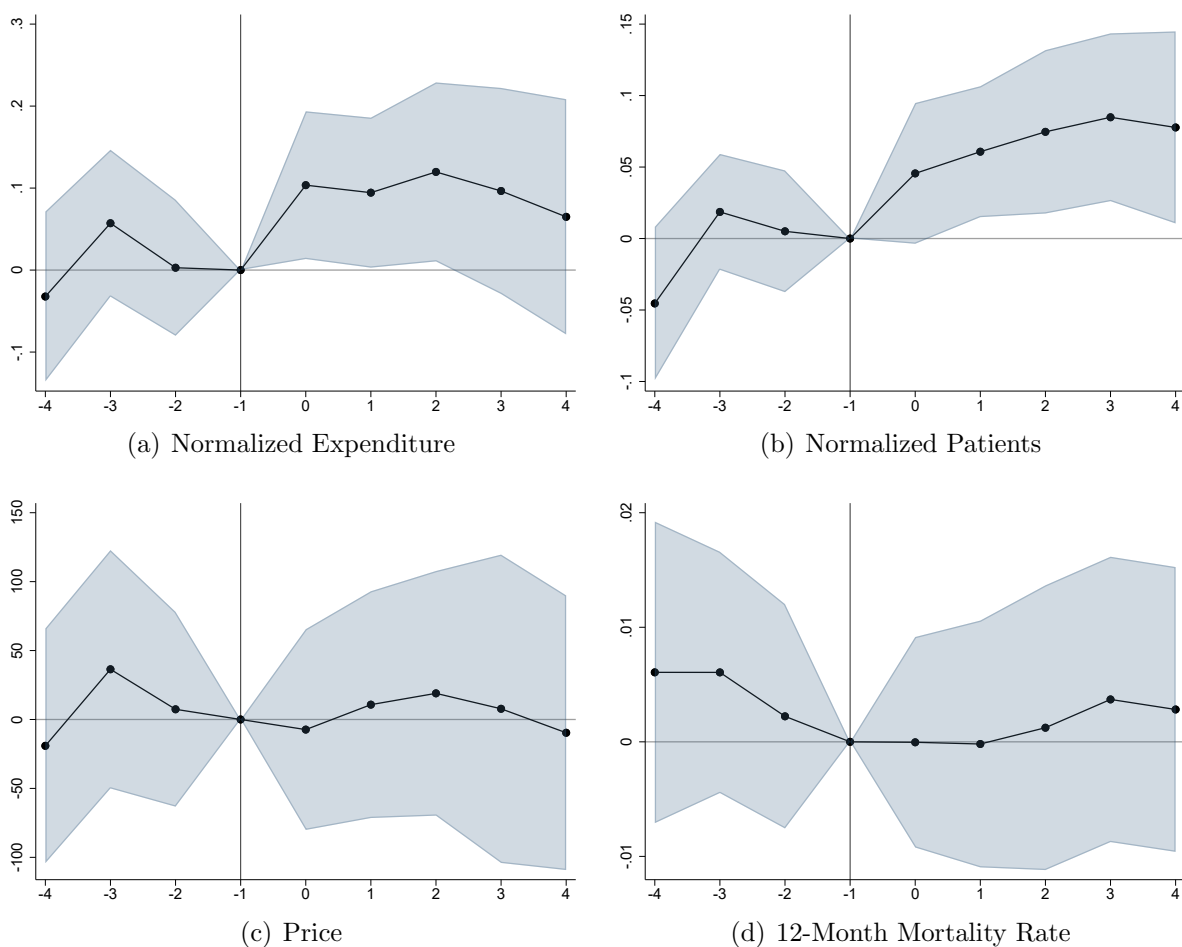 .3
.2
.1
0
-.1
-4 -3 -2 -1 0 1 2 3 4
(a) Normalized Expenditure
.15
.1
.05
0
-.05
-.1
-4 -3 -2 -1 0 1 2 3 4
(b) Normalized Patients
150
100
50
0
-50
-100
-4 -3 -2 -1 0 1 2 3 4
(c) Price
.02
.01
0
-.01
-4 -3 -2 -1 0 1 2 3 4
(d) 12-Month Mortality Rate